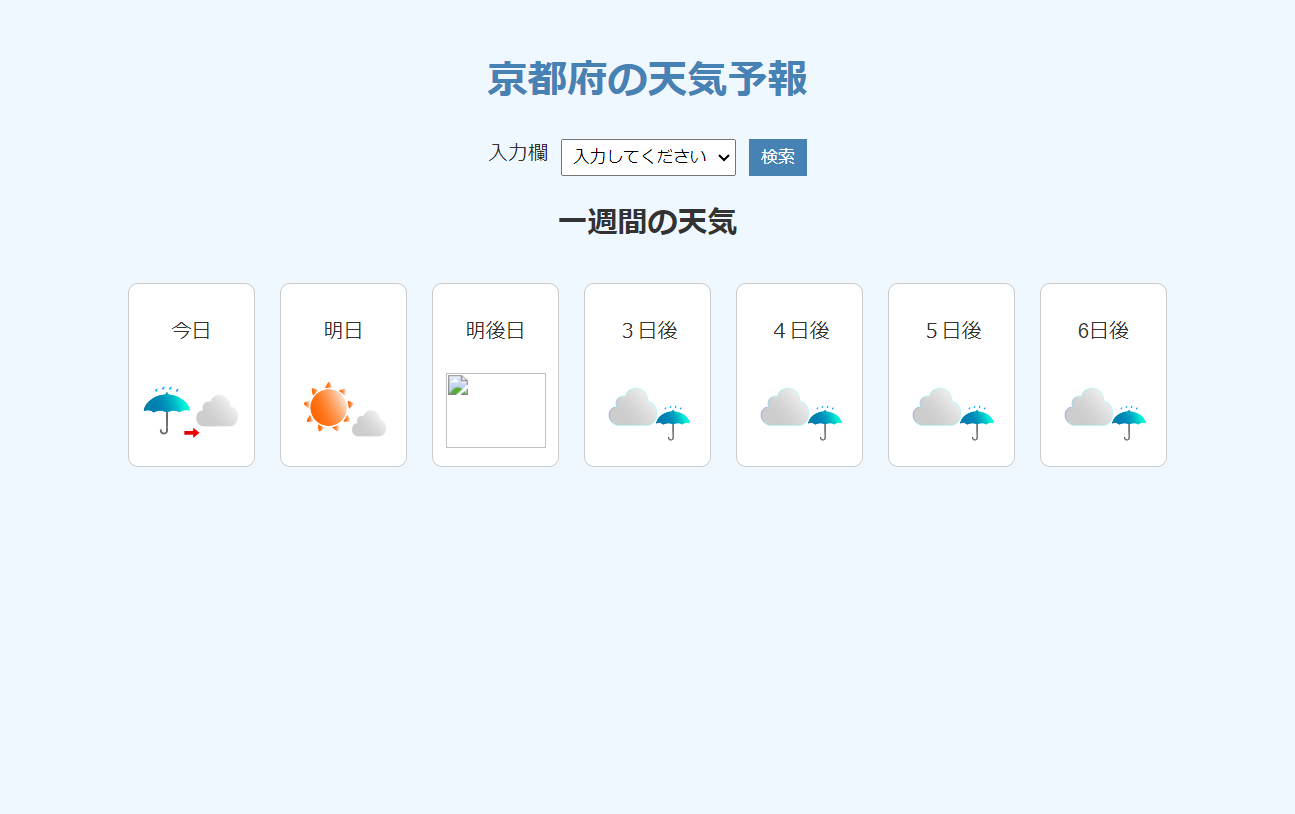 京都府の天気予報
入力欄 入力してください 検索
一週間の天気
今日 明日 明後日 ３日後 ４日後 ５日後 6日後